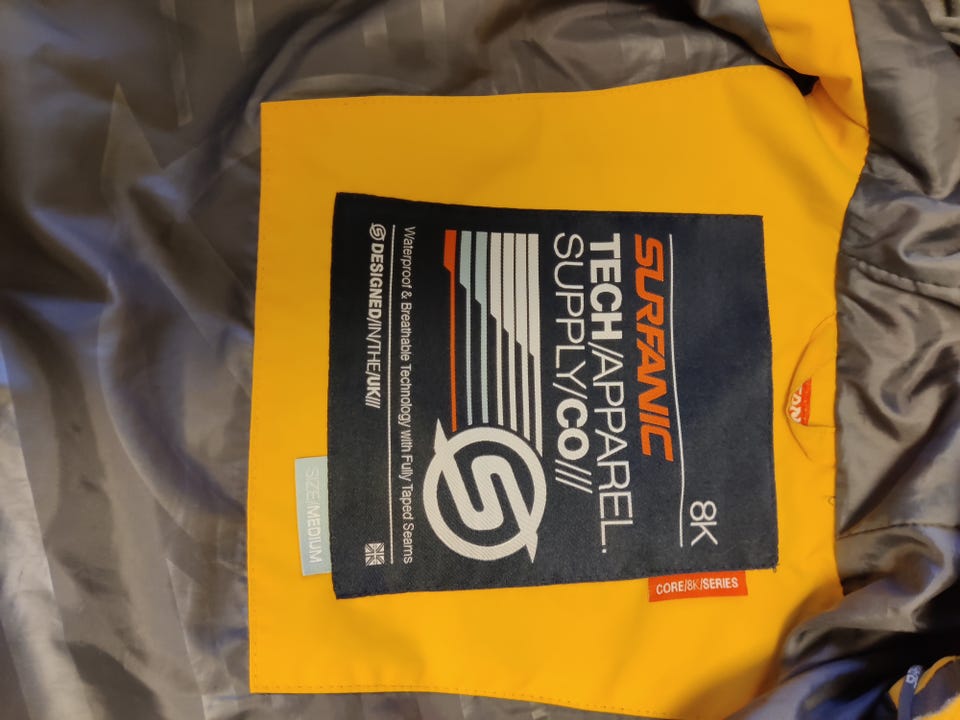 8K
SURFANIC
TECH/APPAREL.
SUPPLY/CO///
S
Waterproof & Breathable Technology with Fully Taped Seams
DESIGNED/IN/THE/UK///
CORE/8K/SERIES
SIZE/MEDIUM